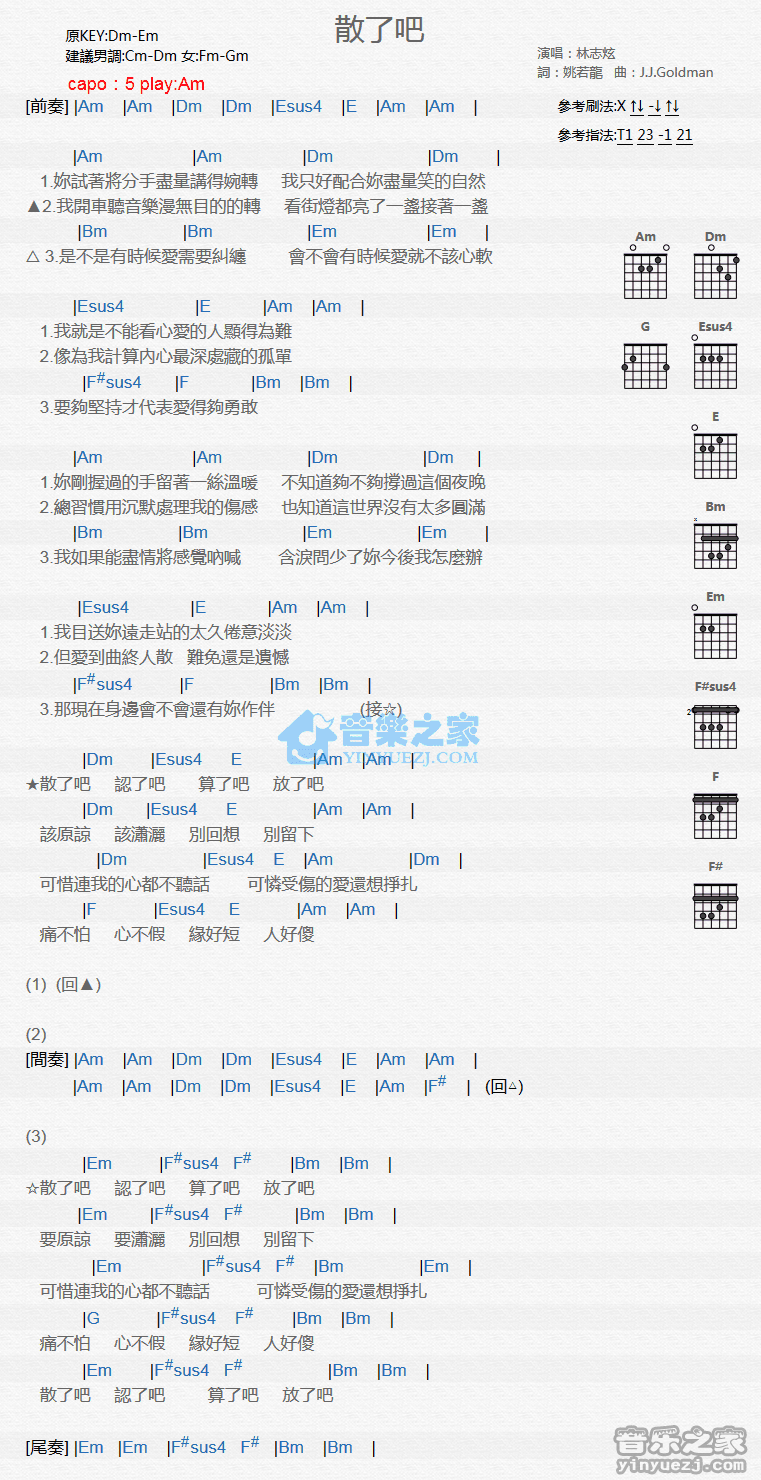 散了吧
原KEY:Dm-Em
建議男調:Cm-Dm 女:Fm-Gm
capo：5 play:Am
演唱：林志炫
詞：姚若龍 曲：J.J.Goldman
[前奏] |Am |Am |Dm |Dm |Esus4 |E |Am |Am |
參考刷法:X ↑↓ -↓ ↑↓
參考指法:T1 23 -1 21
|Am |Am |Dm |Dm |
1.妳試著將分手盡量講得婉轉 我只好配合妳盡量笑的自然
▲2.我開車聽音樂漫無目的的轉 看街燈都亮了一盞接著一盞
|Bm |Bm |Em |Em |
△ 3.是不是有時候愛需要糾纏 會不會有時候愛就不該心軟
|Esus4 |E |Am |Am |
1.我就是不能看心愛的人顯得為難
2.像為我計算內心最深處藏的孤單
|F#sus4 |F |Bm |Bm |
3.要夠堅持才代表愛得夠勇敢
|Am |Am |Dm |Dm |
1.妳剛握過的手留著一絲溫暖 不知道夠不夠撐過這個夜晚
2.總習慣用沉默處理我的傷感 也知道這世界沒有太多圓滿
|Bm |Bm |Em |Em |
3.我如果能盡情將感覺吶喊 含淚問少了妳今後我怎麼辦
|Esus4 |E |Am |Am |
1.我目送妳遠走站的太久倦意淡淡
2.但愛到曲終人散 難免還是遺憾
|F#sus4 |F |Bm |Bm |
3.那現在身邊會不會還有妳作伴 (接☆)
音樂之家
YINYUEZJ.COM
|Dm |Esus4 E |Am |Am |
★散了吧 認了吧 算了吧 放了吧
|Dm |Esus4 E |Am |Am |
該原諒 該瀟灑 別回想 別留下
|Dm |Esus4 E |Am |Dm |
可惜連我的心都不聽話 可憐受傷的愛還想掙扎
|F |Esus4 E |Am |Am |
痛不怕 心不假 緣好短 人好傻
(1) (回▲)
(2)
[間奏] |Am |Am |Dm |Dm |Esus4 |E |Am |Am |
|Am |Am |Dm |Dm |Esus4 |E |Am |F# | (回△)
(3)
|Em |F#sus4 F# |Bm |Bm |
☆散了吧 認了吧 算了吧 放了吧
|Em |F#sus4 F# |Bm |Bm |
要原諒 要瀟灑 別回想 別留下
|Em |F#sus4 F# |Bm |Em |
可惜連我的心都不聽話 可憐受傷的愛還想掙扎
|G |F#sus4 F# |Bm |Bm |
痛不怕 心不假 緣好短 人好傻
|Em |F#sus4 F# |Bm |Bm |
散了吧 認了吧 算了吧 放了吧
[尾奏] |Em |Em |F#sus4 F# |Bm |Bm |
Am Dm
G Esus4
E
Bm
x
Em
F#sus4
2
F
F#
音乐之家
yinyuezj.com